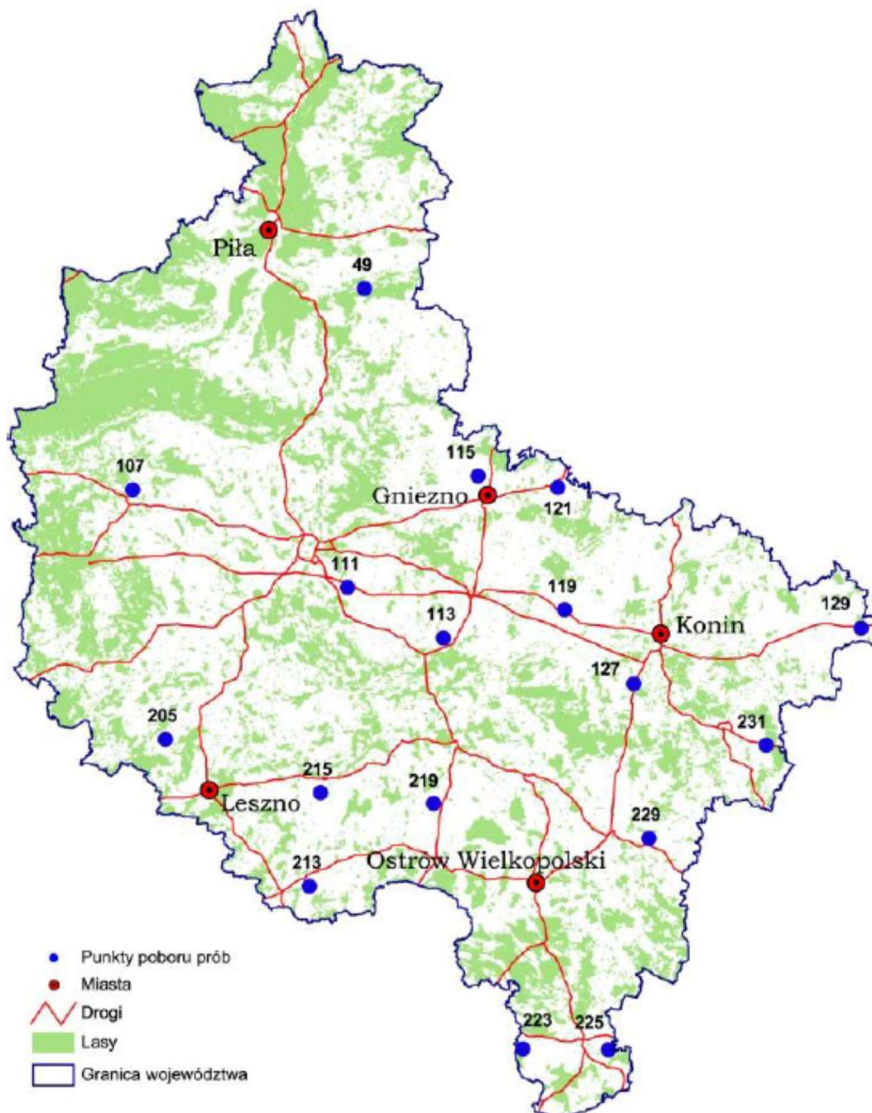 Piła
49
115
107
Gniezno
121
111
119
129
113
Konin
127
205
231
215
219
Leszno
229
213
Ostrów Wielkopolski
Punkty poboru prób
Miasta
Drogi
223
225
Lasy
Granica województwa